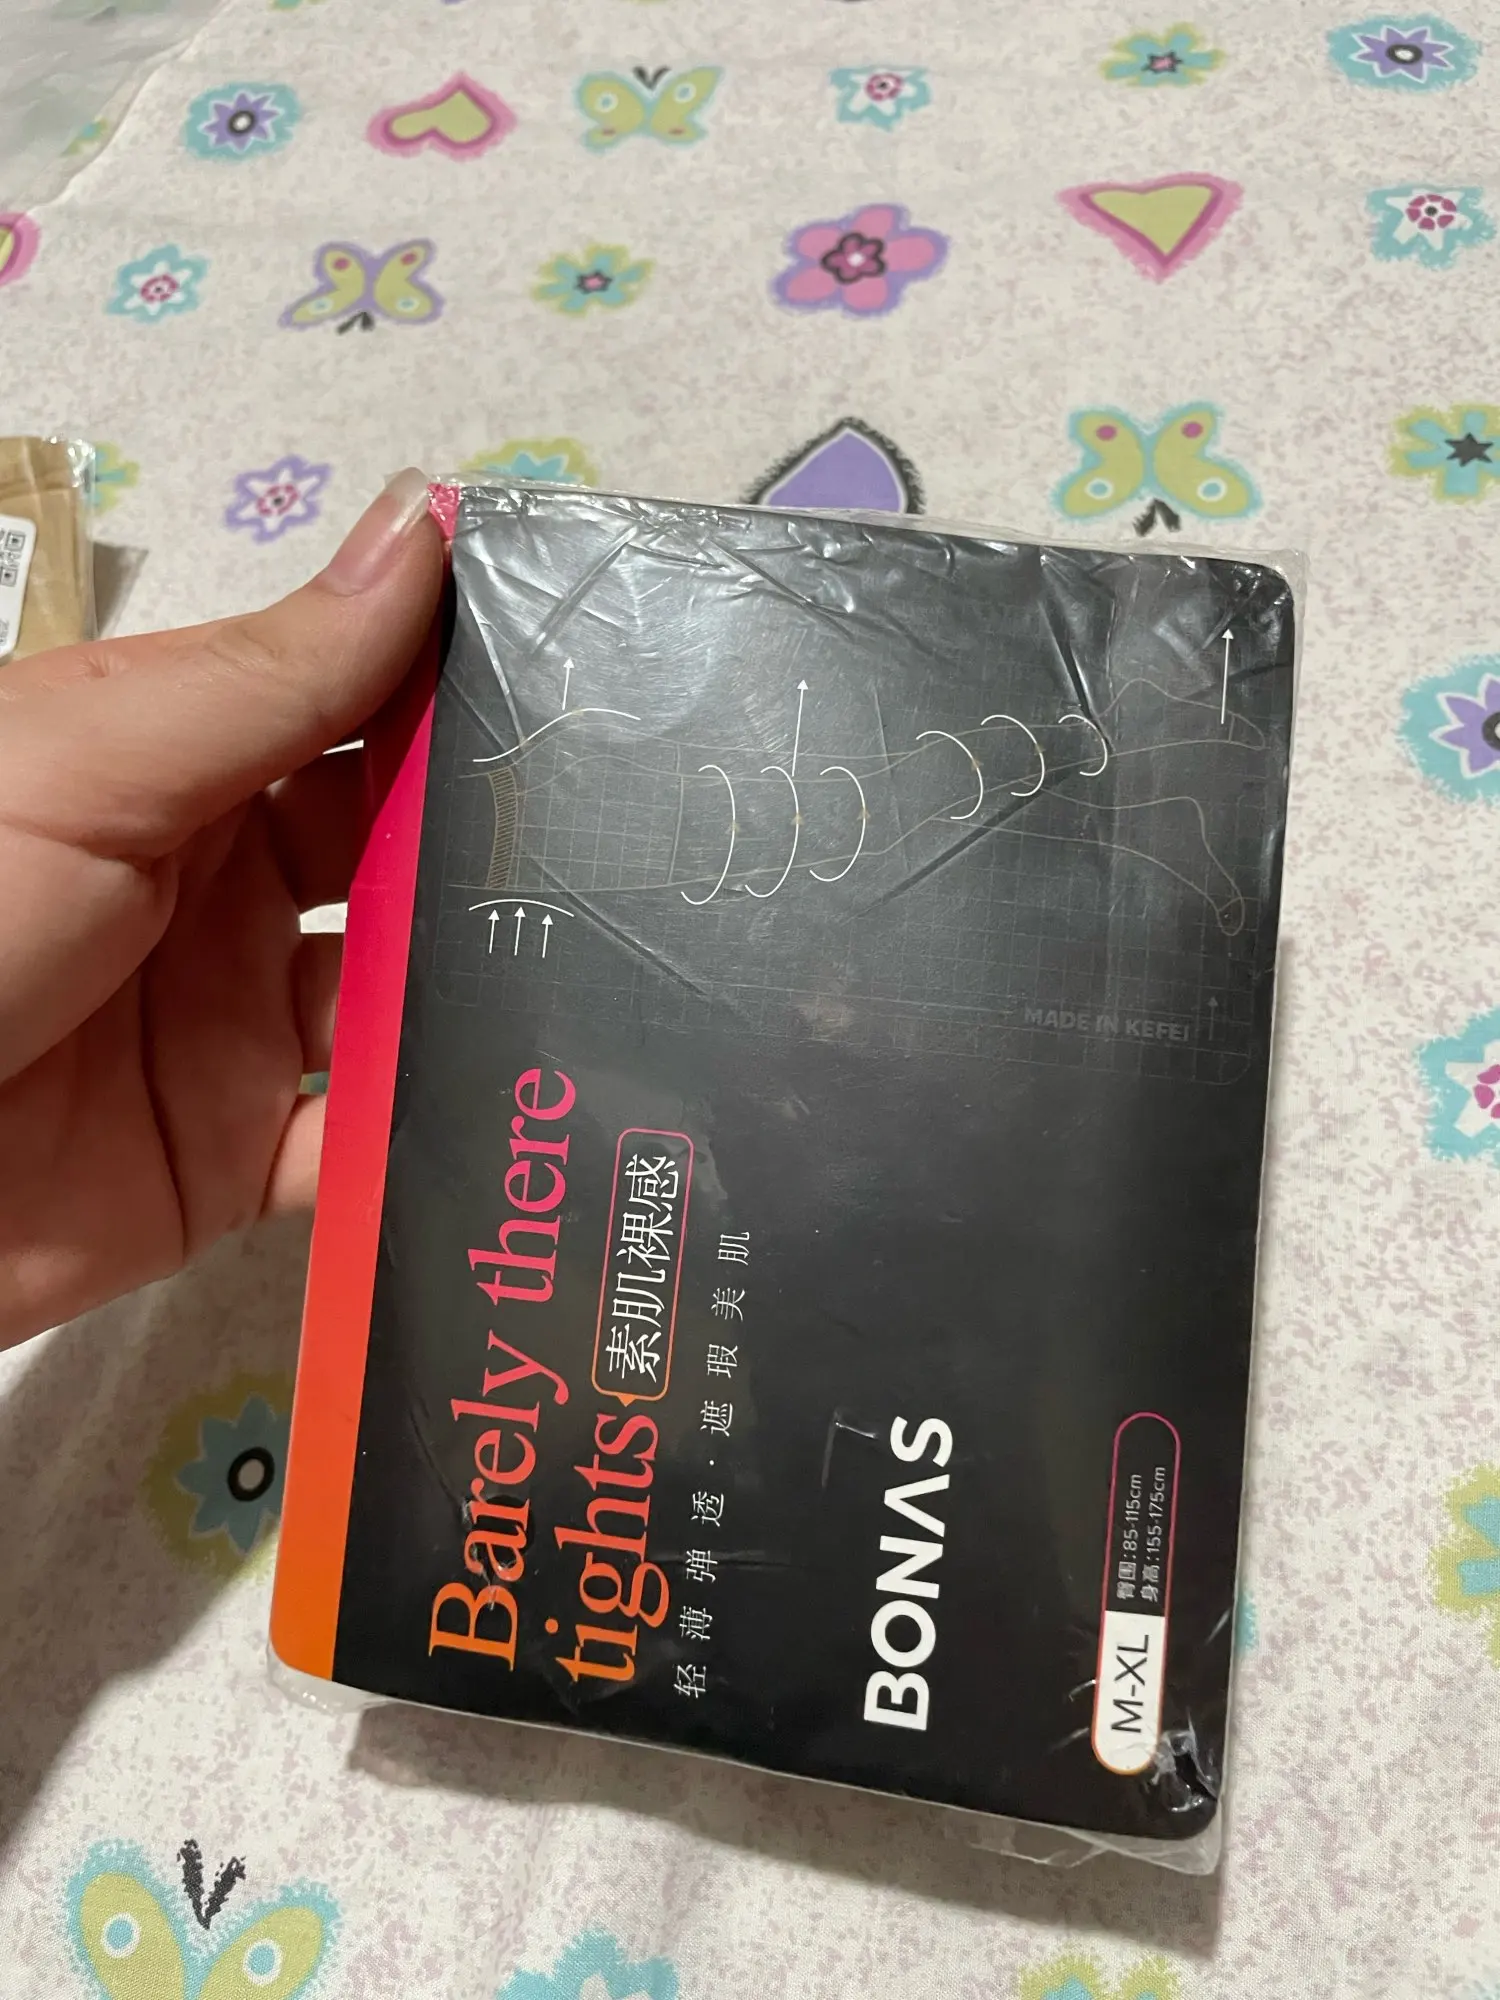 Barely there
tights 素肌裸感
轻薄弹透·遮瑕美肌
BONAS
M-XL
臀围:85-115cm
身高:155-175cm
MADE IN KEFEI